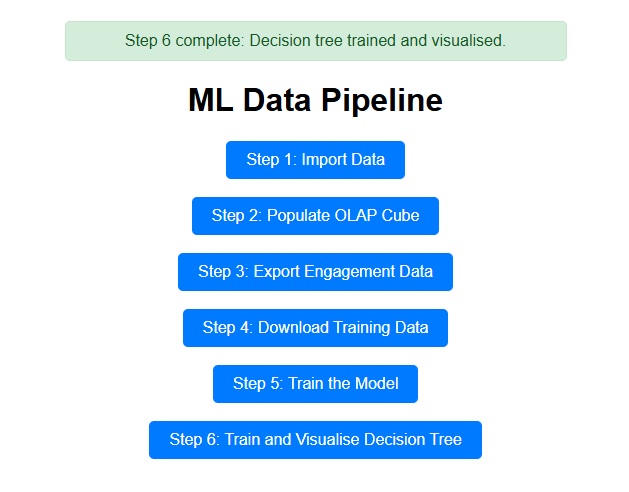 Step 6 complete: Decision tree trained and visualised.
ML Data Pipeline
Step 1: Import Data
Step 2: Populate OLAP Cube
Step 3: Export Engagement Data
Step 4: Download Training Data
Step 5: Train the Model
Step 6: Train and Visualise Decision Tree